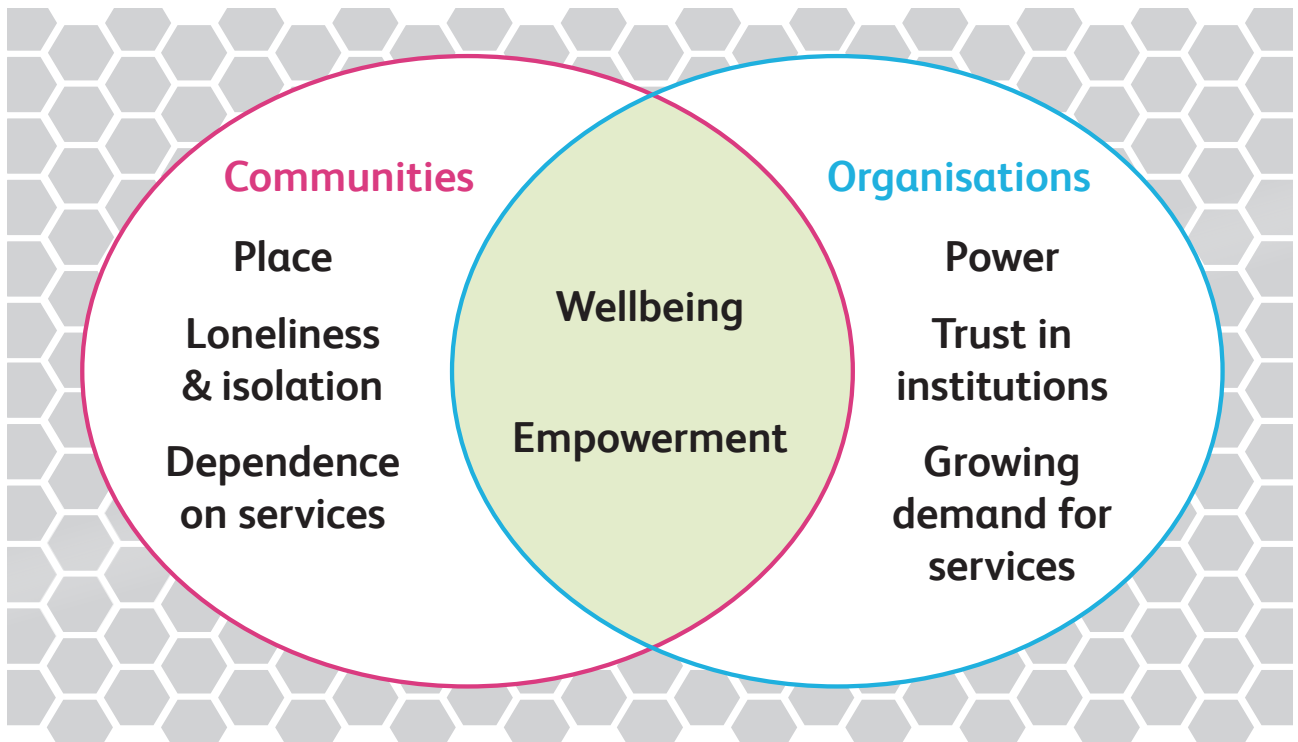 Communities
Place
Loneliness
& isolation
Dependence
on services
Wellbeing
Empowerment
Organisations
Power
Trust in
institutions
Growing
demand for
services